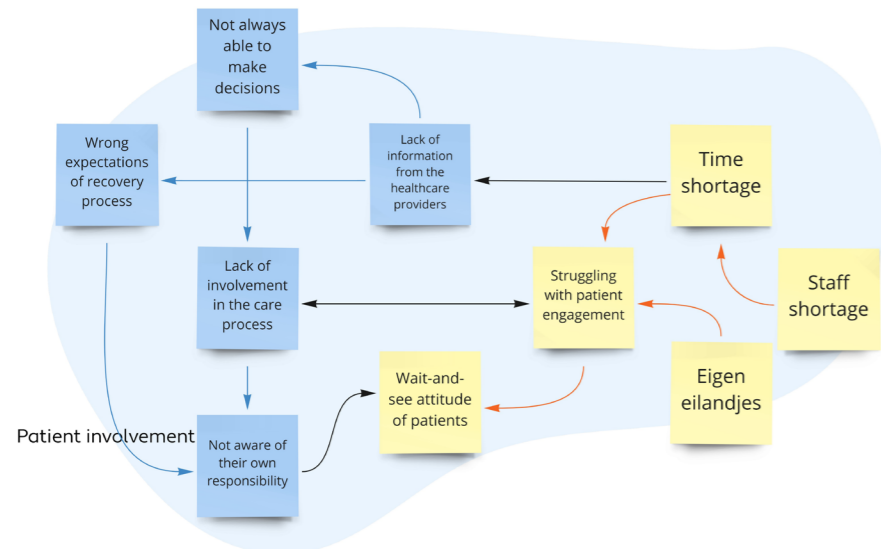 Not always
able to
make
decisions
Wrong
expectations
of recovery
process
Lack of
information
from the
healthcare
providers
Time
shortage
Lack of
involvement
in the care
process
Struggling
with patient
engagement
Staff
shortage
Wait-and-
see attitude
of patients
Eigen
eilandjes
Patient involvement
Not aware of
their own
responsibility